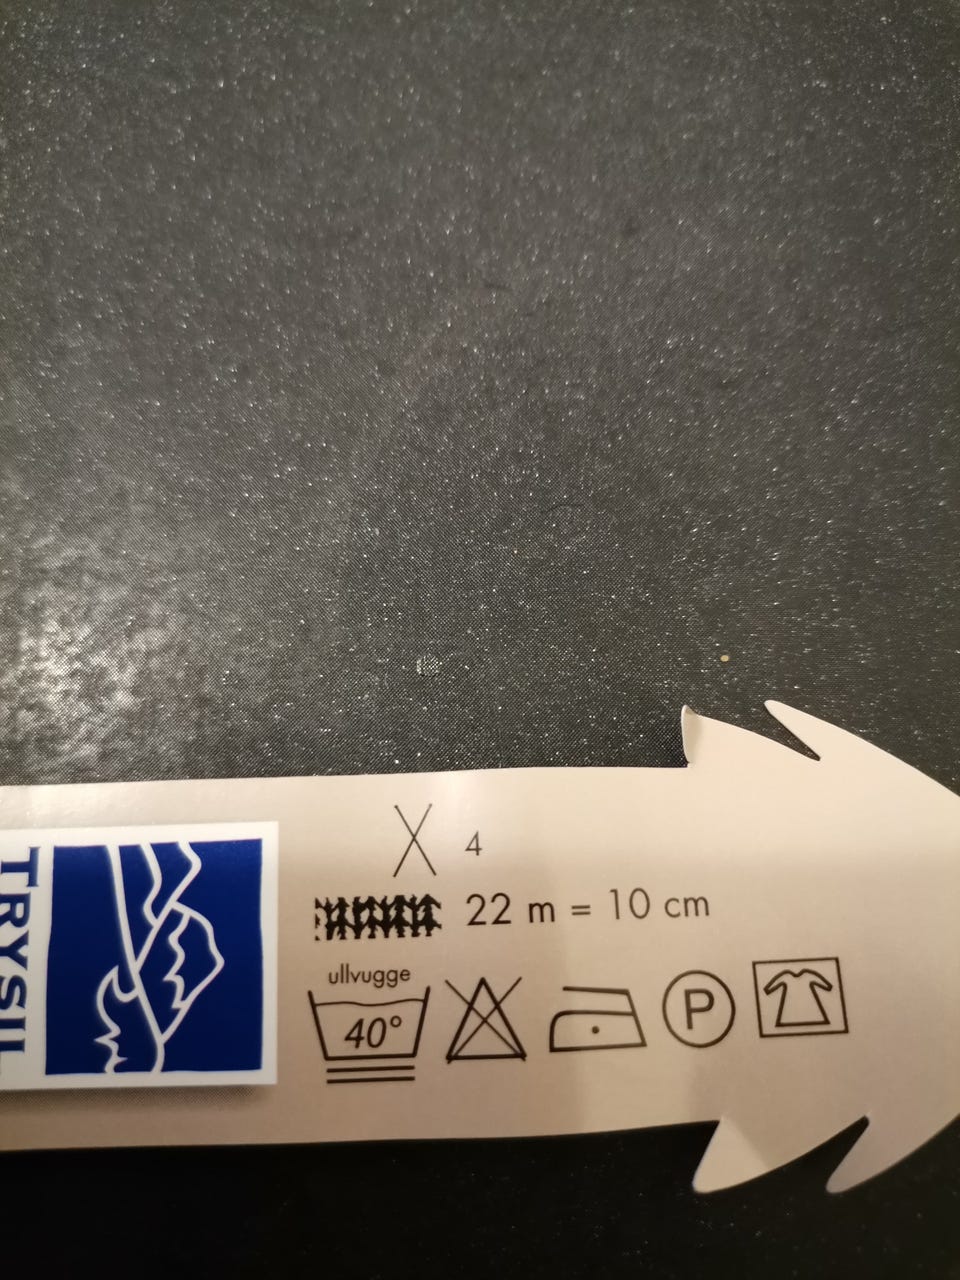 TRYSIL
4
22 m = 10 cm
ullvugge
40°
P